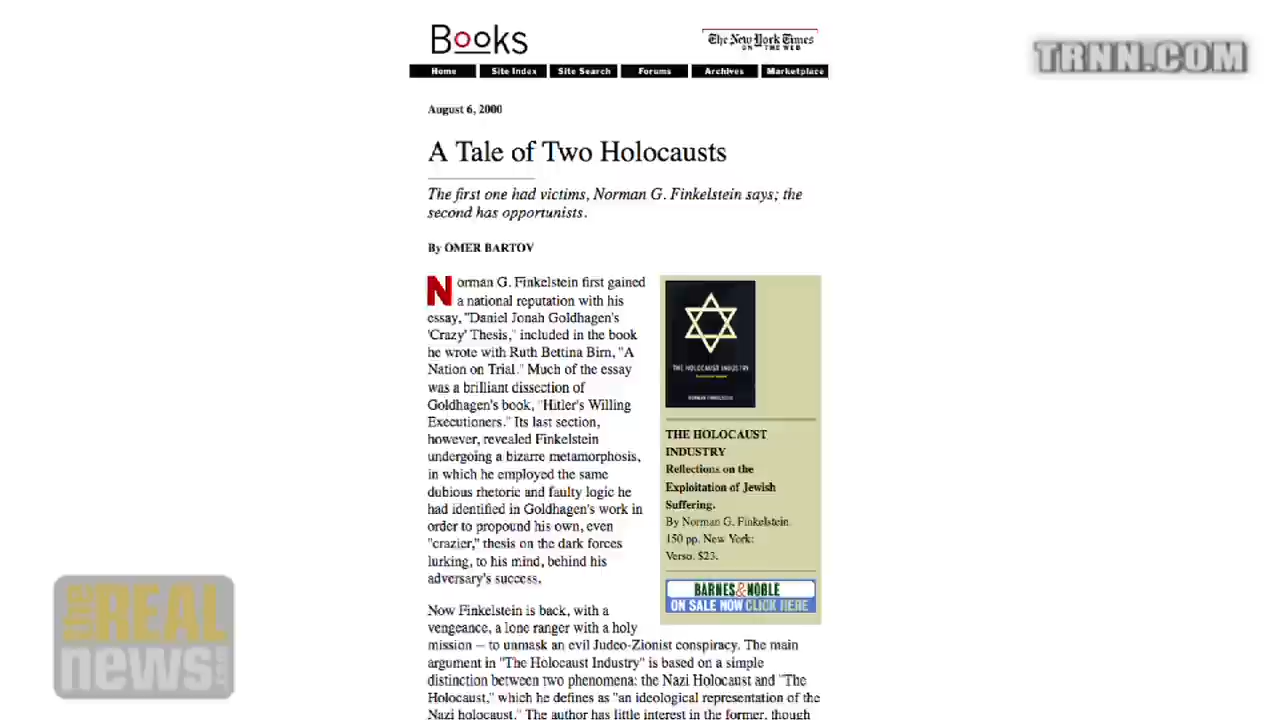 Books
The New York Times
ON THE WEB
TRNN.COM
Home Site Index Site Search Forums Archives Marketplace
August 6, 2000
A Tale of Two Holocausts
The first one had victims, Norman G. Finkelstein says; the
second has opportunists.
By OMER BARTOV
Norman G. Finkelstein first gained
a national reputation with his
essay, "Daniel Jonah Goldhagen's
'Crazy' Thesis," included in the book
he wrote with Ruth Bettina Birn, "A
Nation on Trial." Much of the essay
was a brilliant dissection of
Goldhagen's book, "Hitler's Willing
Executioners." Its last section,
however, revealed Finkelstein
undergoing a bizarre metamorphosis,
in which he employed the same
dubious rhetoric and faulty logic he
had identified in Goldhagen's work in
order to propound his own, even
"crazier," thesis on the dark forces
lurking, to his mind, behind his
adversary's success.
THE HOLOCAUST INDUSTRY
NORMAN FINKELSTEIN
THE HOLOCAUST
INDUSTRY
Reflections on the
Exploitation of Jewish
Suffering.
By Norman G. Finkelstein.
150 pp. New York:
Verso. $23.
BARNES&NOBLE
ON SALE NOW CLICK HERE
Now Finkelstein is back, with a
vengeance, a lone ranger with a holy
mission -- to unmask an evil Judeo-Zionist conspiracy. The main
argument in "The Holocaust Industry" is based on a simple
distinction between two phenomena: the Nazi Holocaust and "The
Holocaust," which he defines as "an ideological representation of the
Nazi holocaust." The author has little interest in the former, though
the REAL
news.com